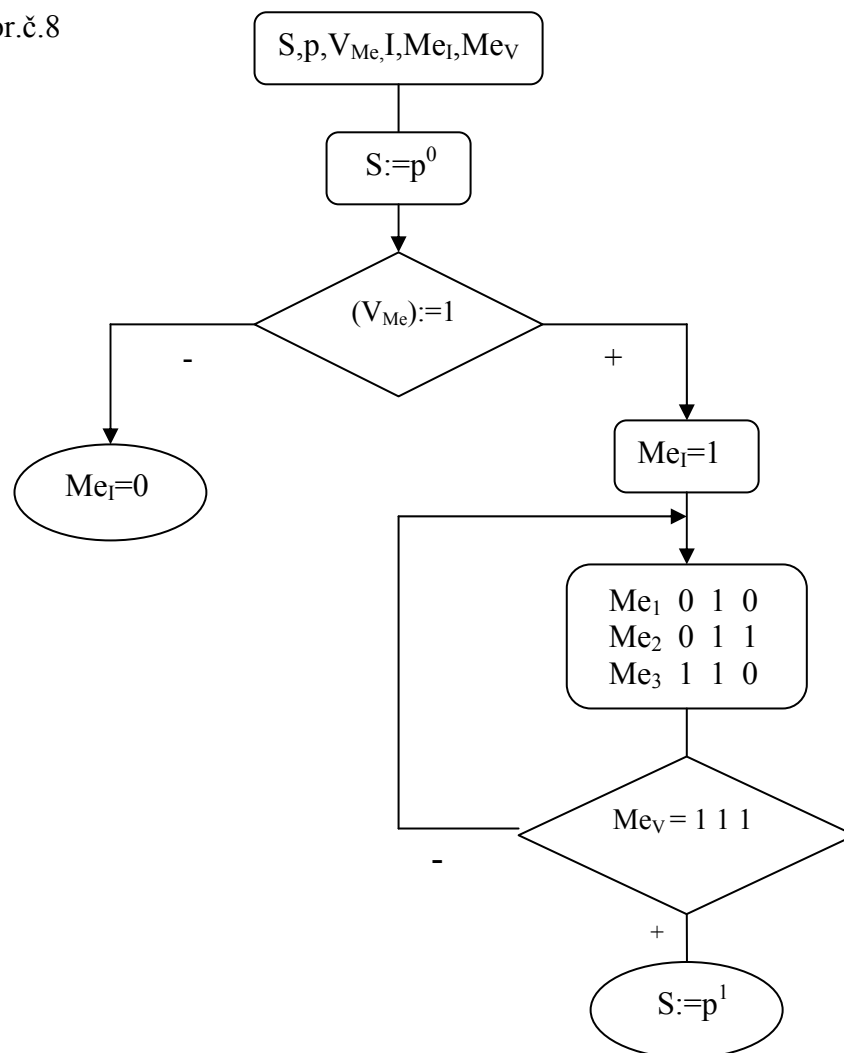 or.č.8
S,p,V_Me,I,Me_I,Me_V
S:=p^0
(V_Me):=1
-
+
Me_I=0
Me_I=1
Me_1 0 1 0
Me_2 0 1 1
Me_3 1 1 0
Me_V = 1 1 1
-
+
S:=p^1